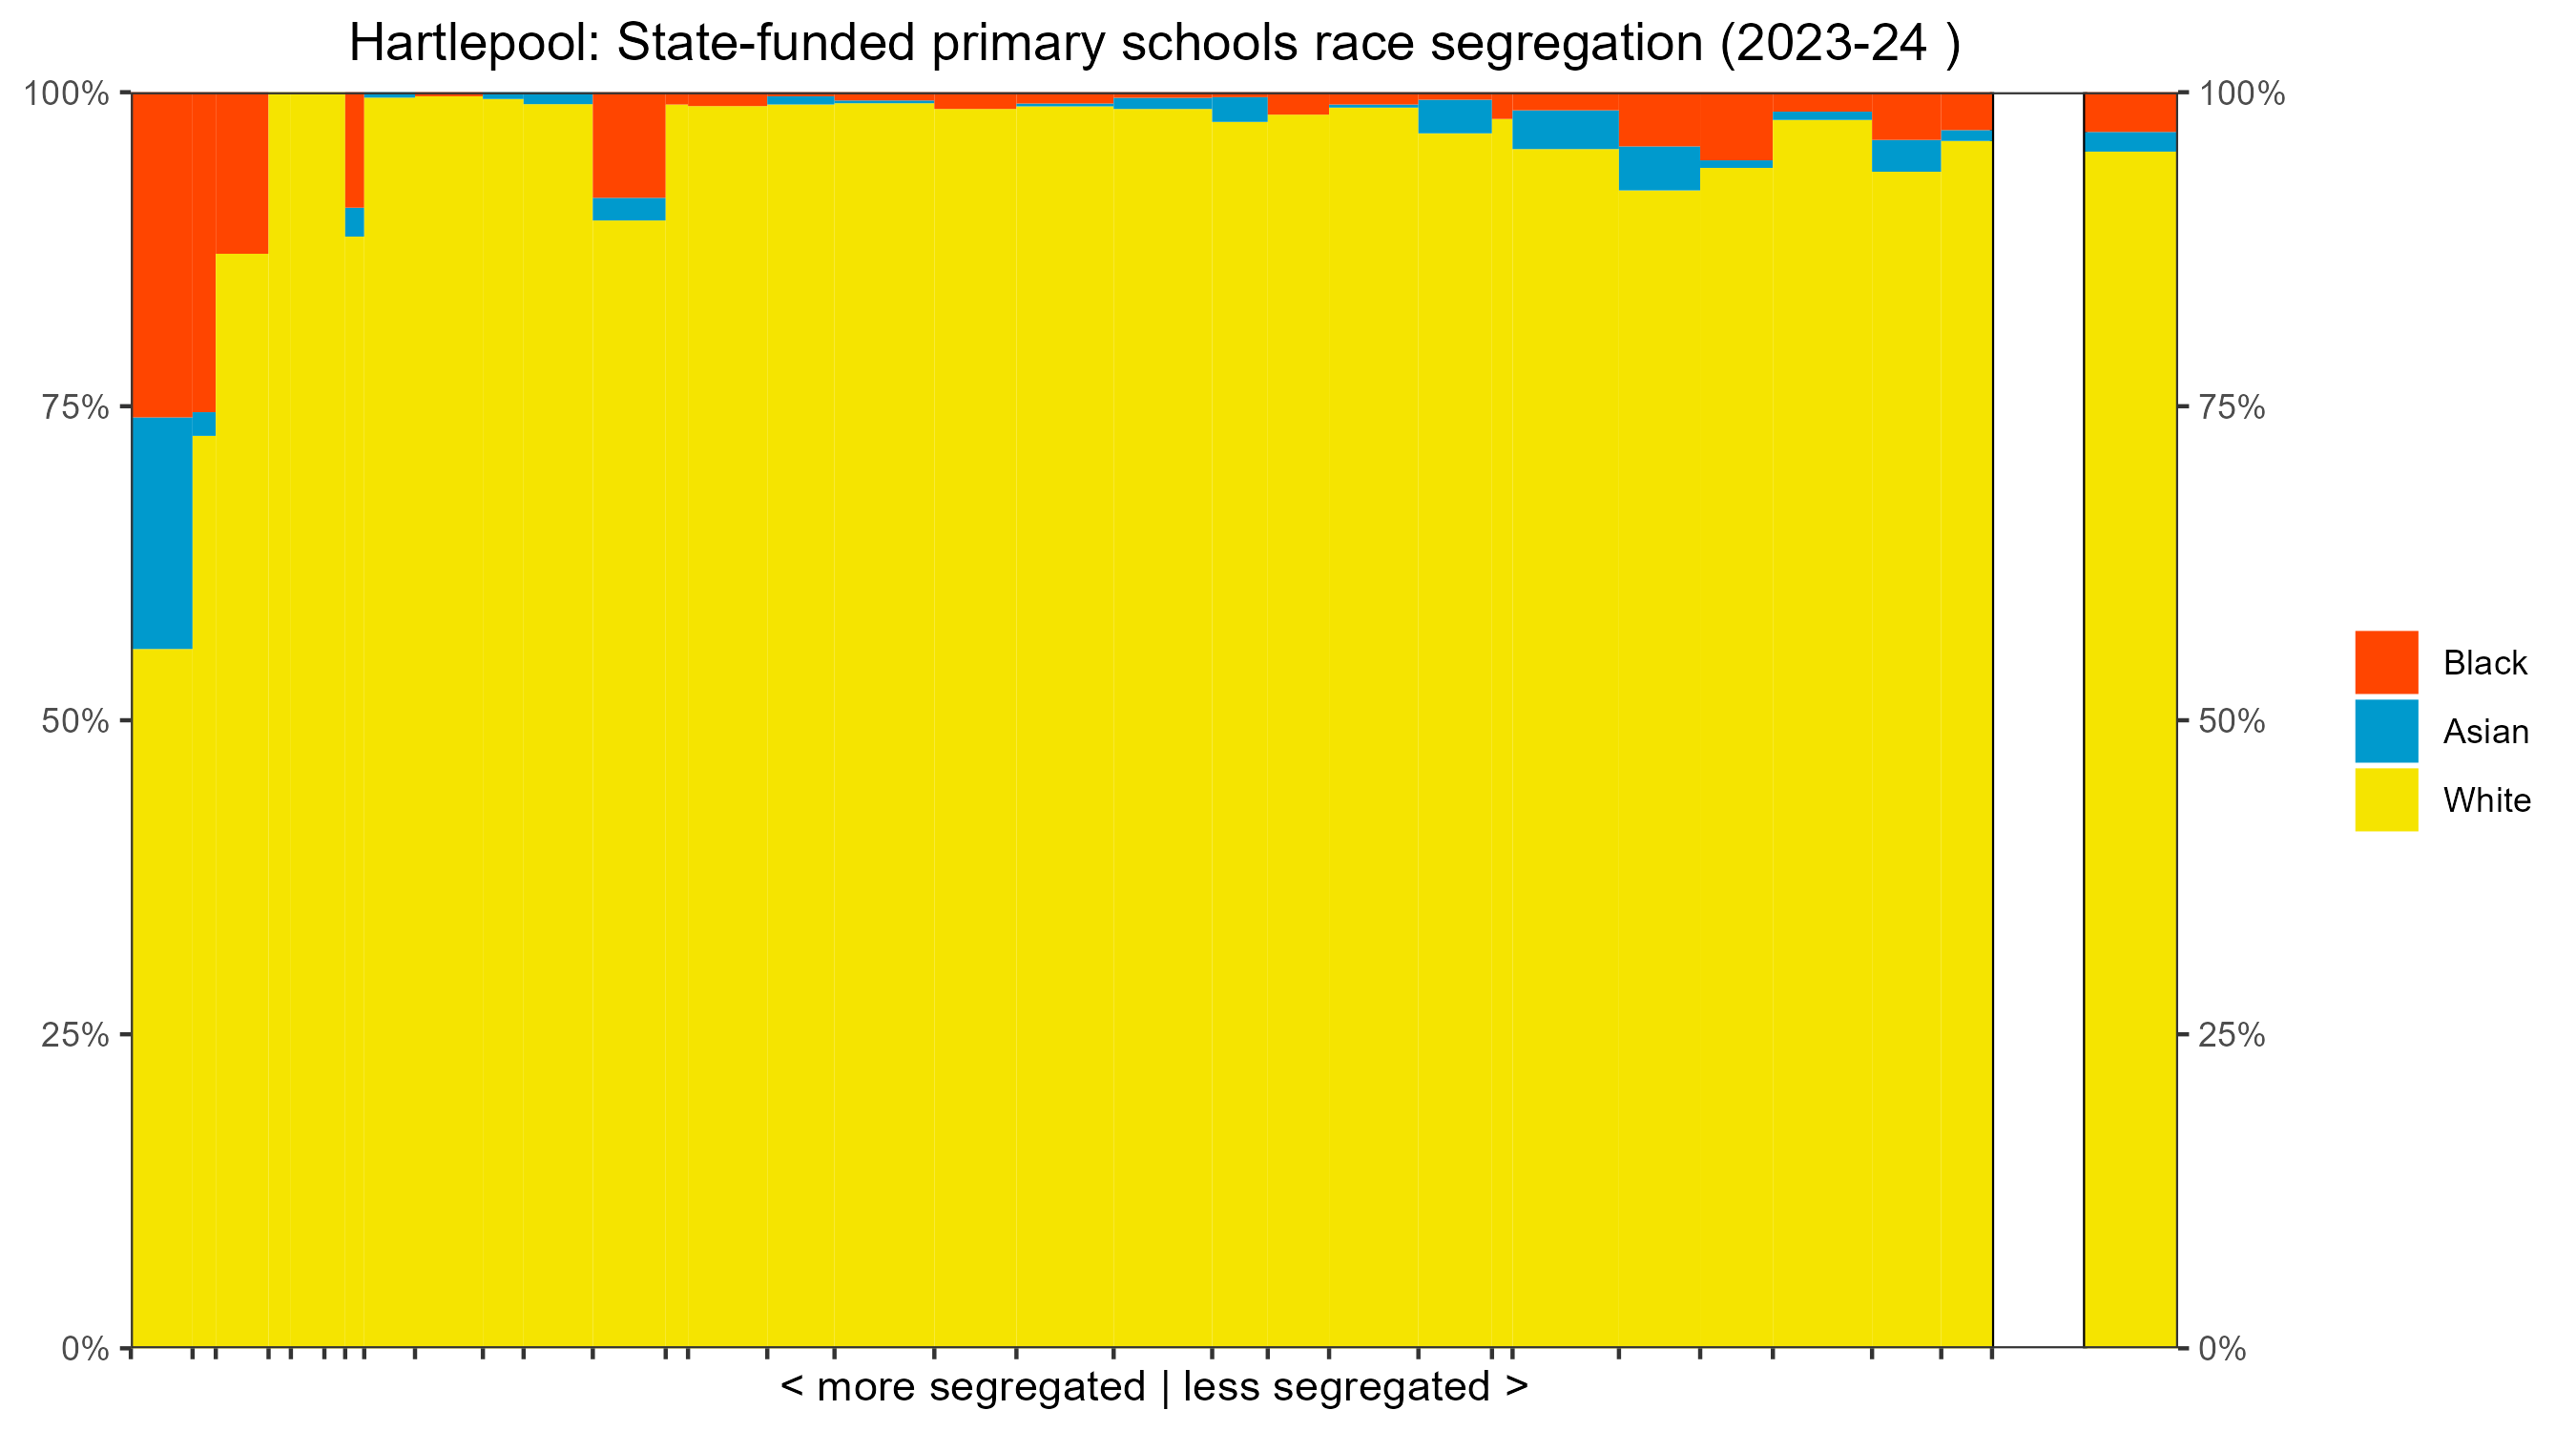 Hartlepool: State-funded primary schools race segregation (2023-24 )
100%
75%
50%
25%
0%
100%
75%
50%
25%
0%
Black
Asian
White
< more segregated | less segregated >